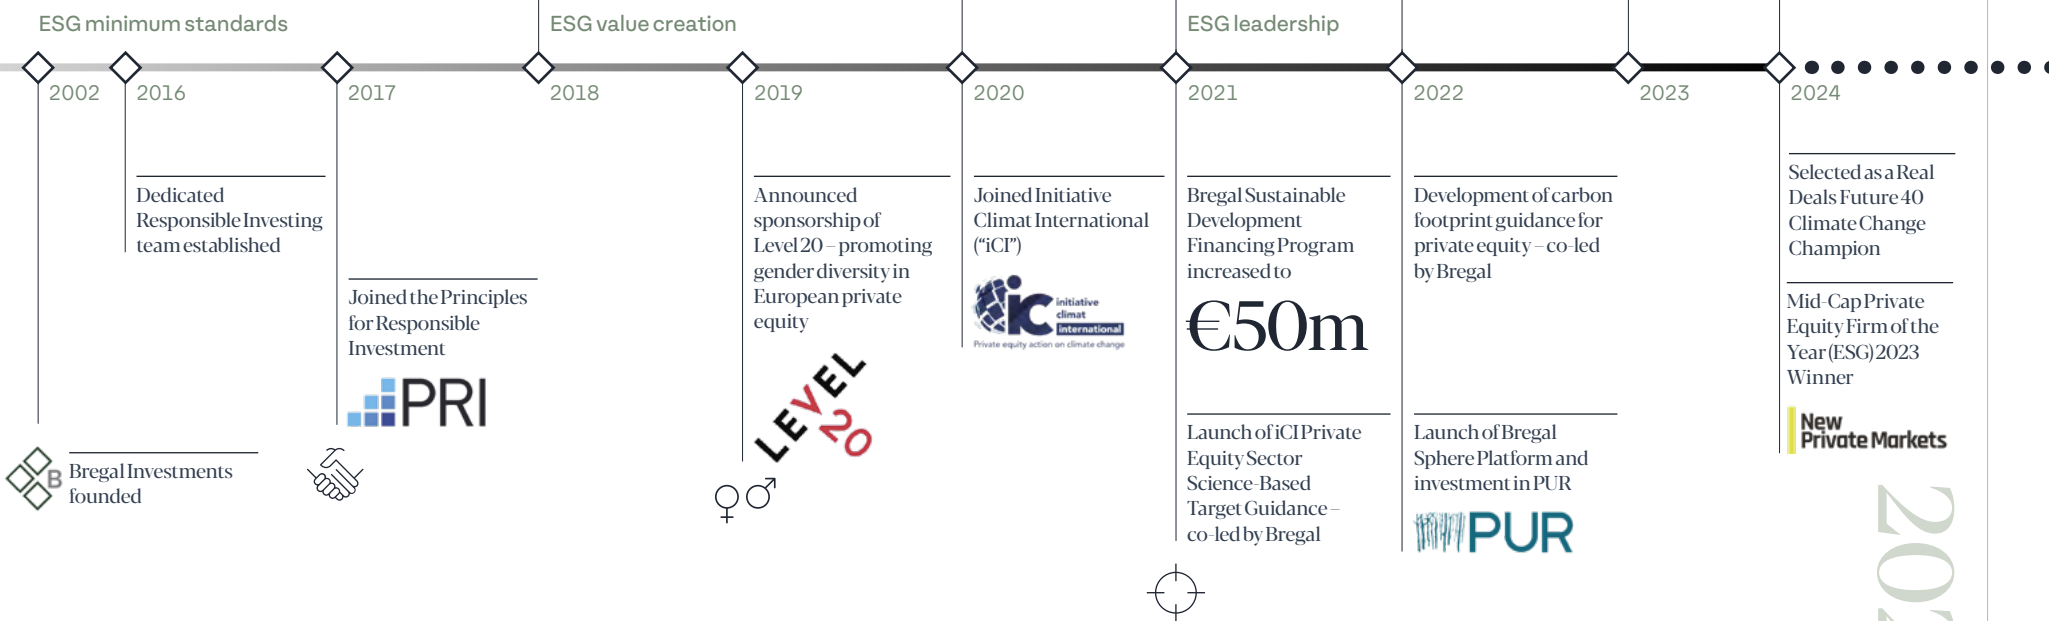 ESG minimum standards
ESG value creation
ESG leadership
2002
2016
2017
2018
2019
2020
2021
2022
2023
2024
B
Bregal Investments
founded
Dedicated
Responsible Investing
team established
Joined the Principles
for Responsible
Investment
PRI
Announced
sponsorship of
Level 20 – promoting
gender diversity in
European private
equity
LEVEL
20
Joined Initiative
Climat International
(“iCI”)
iC
initiative
climat
international
Private equity action on climate change
Bregal Sustainable
Development
Financing Program
increased to
€50m
Launch of iCI Private
Equity Sector
Science-Based
Target Guidance –
co-led by Bregal
Development of carbon
footprint guidance for
private equity – co-led
by Bregal
Launch of Bregal
Sphere Platform and
investment in PUR
PUR
Selected as a Real
Deals Future 40
Climate Change
Champion
Mid-Cap Private
Equity Firm of the
Year (ESG) 2023
Winner
New
Private Markets